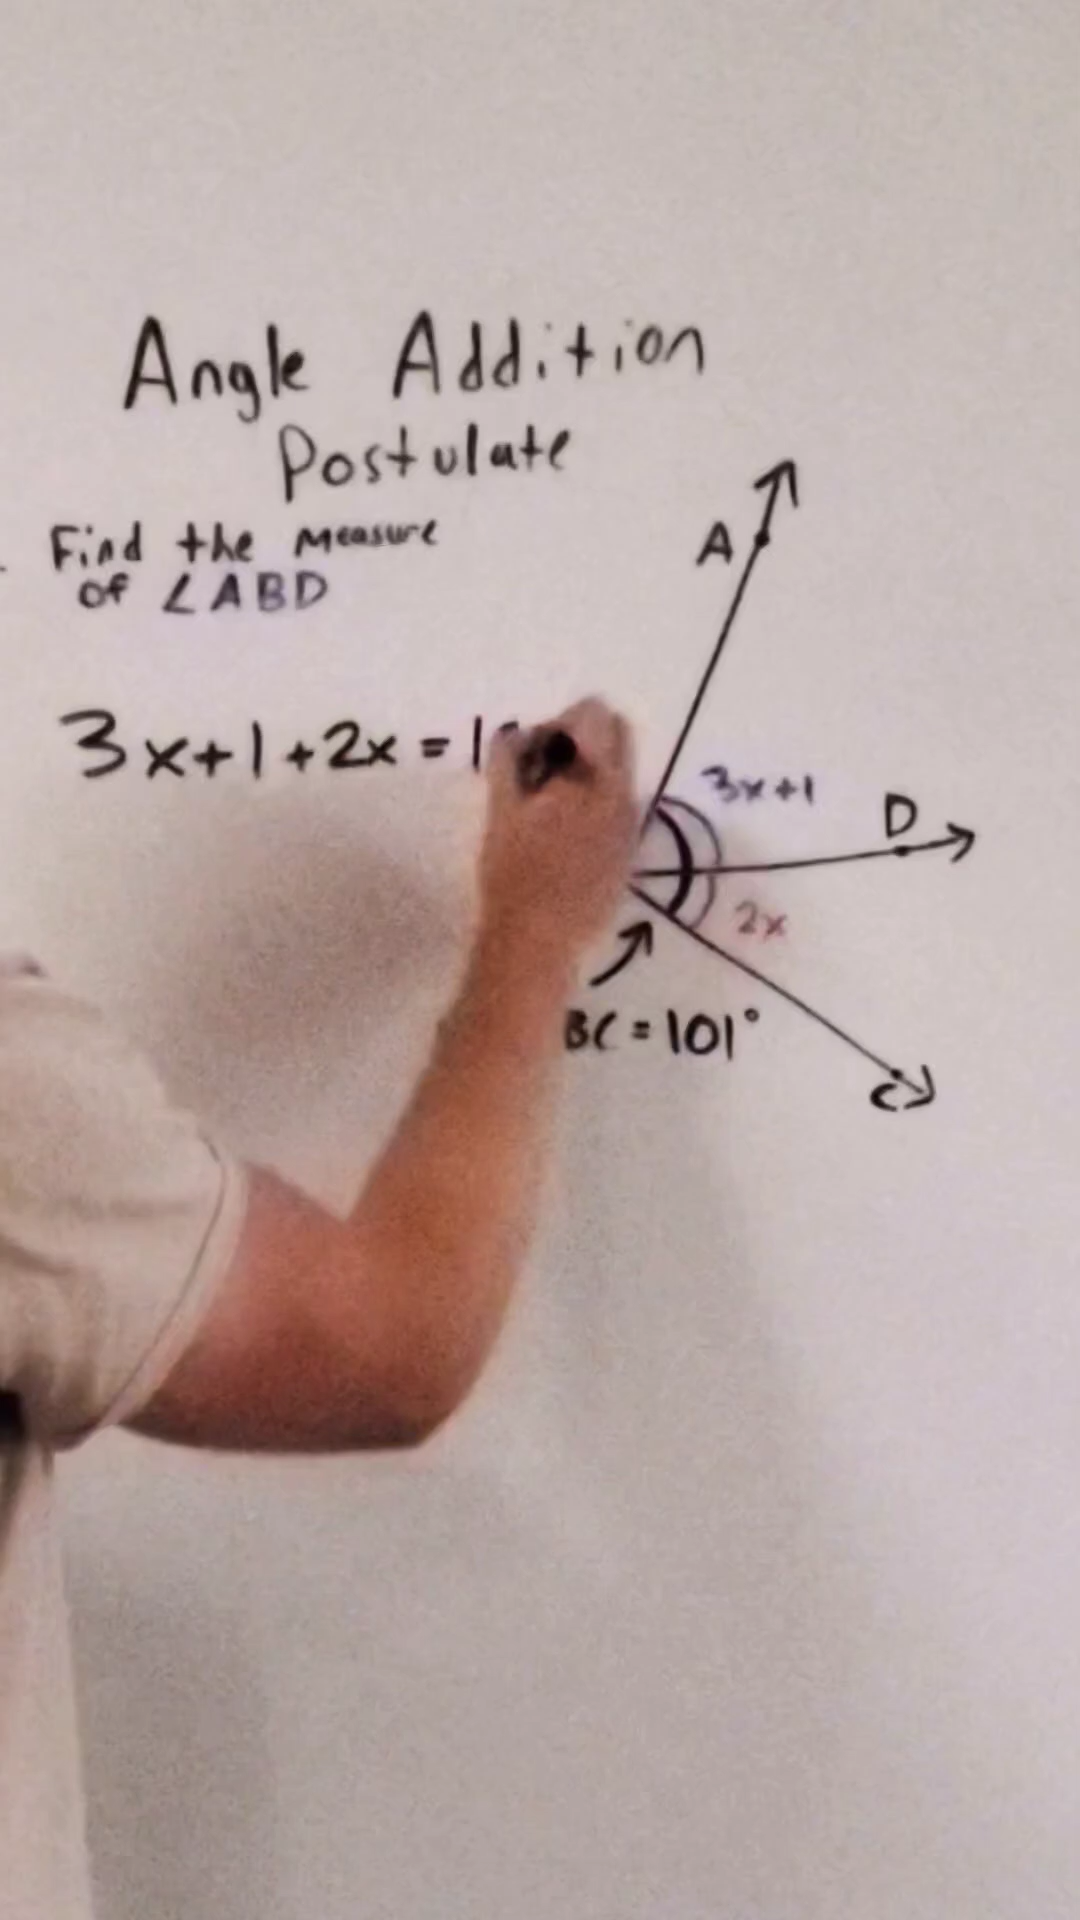 Angle Addition
Postulate
Find the measure
of ∠ABD
A
3x+1+2x=1
3x+1
D
2x
BC=101°
C